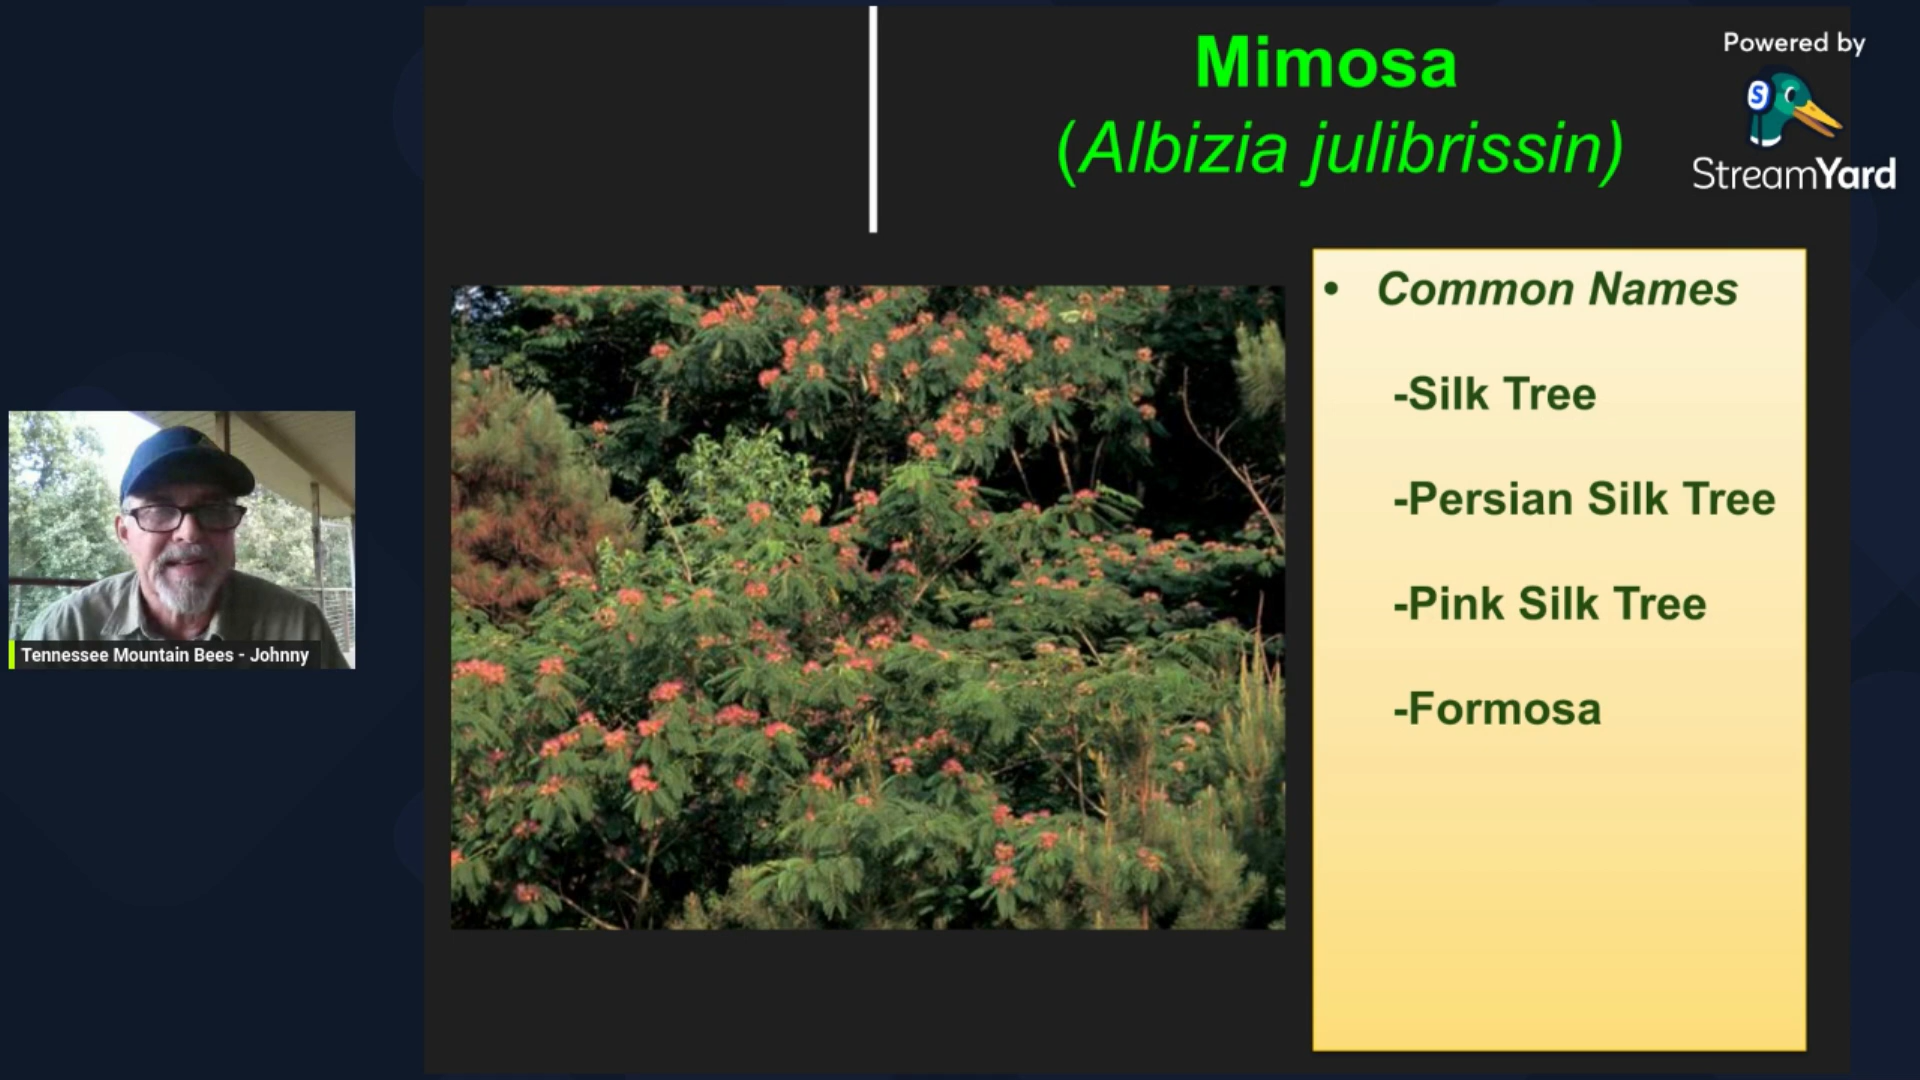 Mimosa
(Albizia julibrissin)
Powered by
S
StreamYard
• Common Names
-Silk Tree
-Persian Silk Tree
-Pink Silk Tree
-Formosa
Tennessee Mountain Bees - Johnny